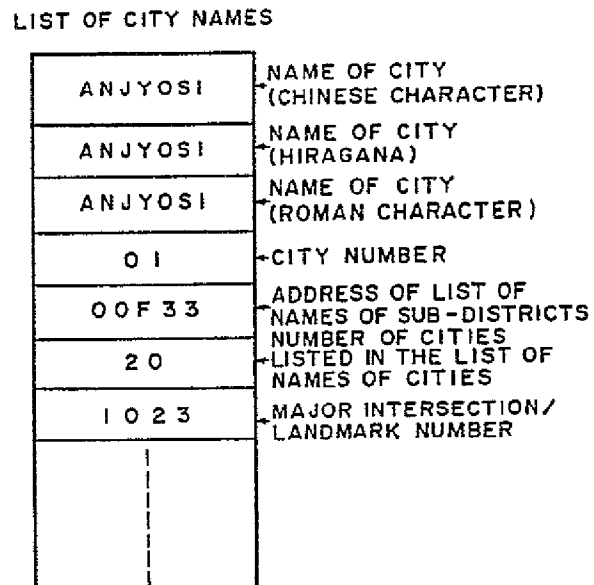 LIST OF CITY NAMES
ANJYOSI
NAME OF CITY
(CHINESE CHARACTER)
ANJYOSI
NAME OF CITY
(HIRAGANA)
ANJYOSI
NAME OF CITY
(ROMAN CHARACTER)
01
CITY NUMBER
00F33
ADDRESS OF LIST OF
NAMES OF SUB-DISTRICTS
20
NUMBER OF CITIES
LISTED IN THE LIST OF
NAMES OF CITIES
1023
MAJOR INTERSECTION/
LANDMARK NUMBER